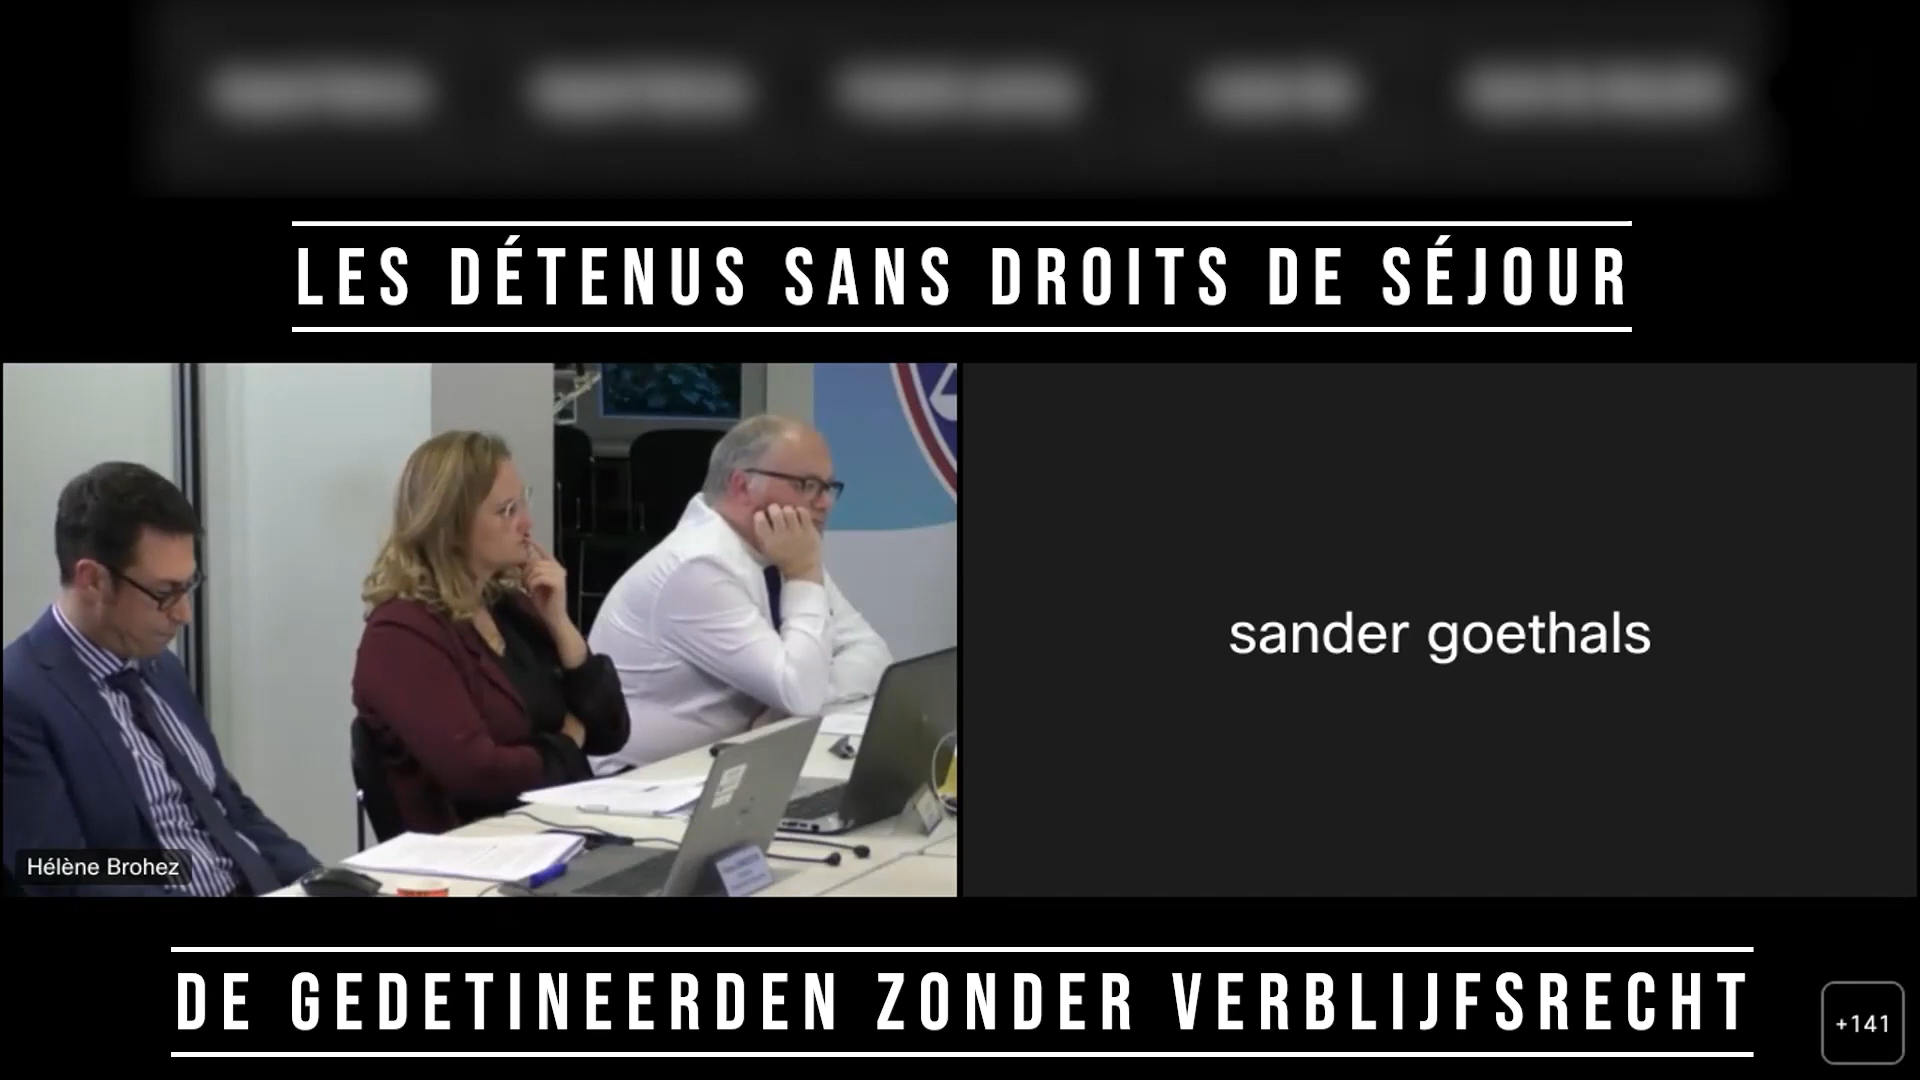 LES DÉTENUS SANS DROITS DE SÉJOUR
sander goethals
Hélène Brohez
DE GEDETINEERDEN ZONDER VERBLIJFSRECHT
+141